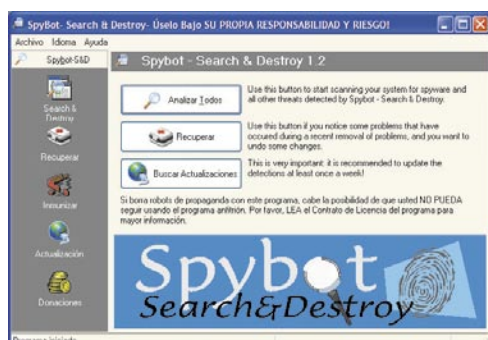 SpyBot- Search & Destroy- Úselo Bajo SU PROPIA RESPONSABILIDAD Y RIESGO!
Archivo Idioma Ayuda
Spybot-S&D
Spybot - Search & Destroy 1.2
Search &
Destroy
Recuperar
Inmunizar
Actualización
Donaciones
Analizar Todos
Use this button to start scanning your system for spyware and
all other threats detected by Spybot - Search & Destroy.
Recuperar
Use this button if you notice some problems that have
occured during a recent removal of problems, and you want to
undo some changes.
Buscar Actualizaciones
This is very important: it is recommended to update the
detections at least once a week!
Si borra robots de propaganda con este programa, cabe la posibilidad de que usted NO PUEDA
seguir usando el programa anfitrión. Por favor, LEA el Contrato de Licencia del programa para
mayor información.
Spybot
Search&Destroy